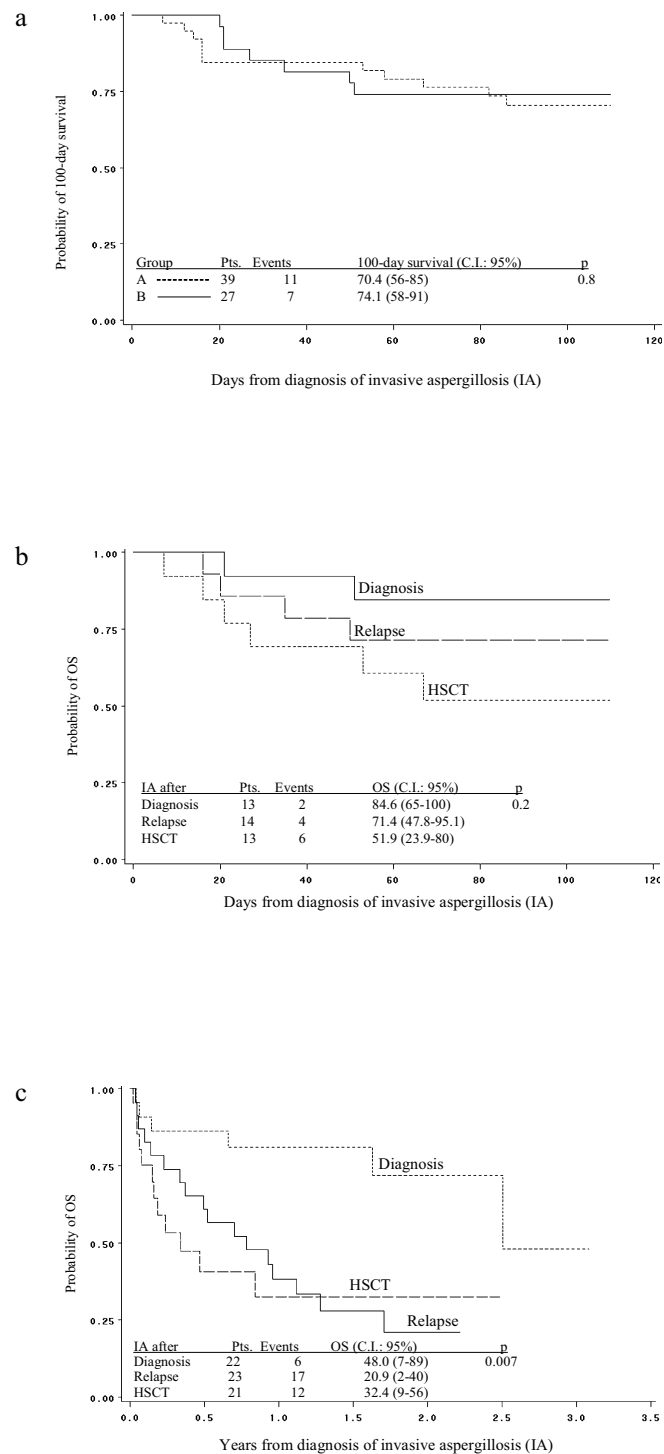 a
1.00
0.75
0.50
0.25
0.00
Probability of 100-day survival
Group Pts. Events 100-day survival (C.I.: 95%) p
A 39 11 70.4 (56-85) 0.8
B 27 7 74.1 (58-91)
0 20 40 60 80 100 120
Days from diagnosis of invasive aspergillosis (IA)
b
1.00
0.75
0.50
0.25
0.00
Probability of OS
Diagnosis
Relapse
HSCT
IA after Pts. Events OS (C.I.: 95%) p
Diagnosis 13 2 84.6 (65-100) 0.2
Relapse 14 4 71.4 (47.8-95.1)
HSCT 13 6 51.9 (23.9-80)
0 20 40 60 80 100 120
Days from diagnosis of invasive aspergillosis (IA)
c
1.00
0.75
0.50
0.25
0.00
Probability of OS
Diagnosis
HSCT
Relapse
IA after Pts. Events OS (C.I.: 95%) p
Diagnosis 22 6 48.0 (7-89) 0.007
Relapse 23 17 20.9 (2-40)
HSCT 21 12 32.4 (9-56)
0.0 0.5 1.0 1.5 2.0 2.5 3.0 3.5
Years from diagnosis of invasive aspergillosis (IA)